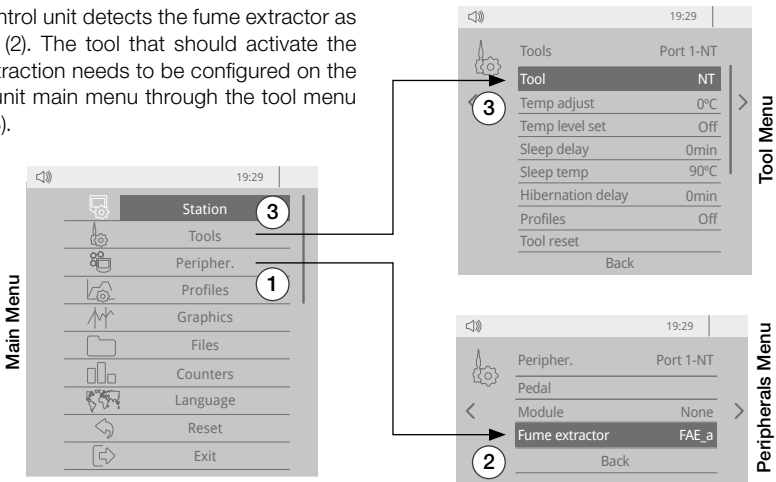 ntrol unit detects the fume extractor as
(2). The tool that should activate the
traction needs to be configured on the
unit main menu through the tool menu
).
Main Menu
19:29
Station
3
Tools
Peripher.
1
Profiles
Graphics
Files
Counters
Language
Reset
Exit
Tool Menu
19:29
Tools Port 1-NT
Tool NT
3
Temp adjust 0ºC
Temp level set Off
Sleep delay 0min
Sleep temp 90ºC
Hibernation delay 0min
Profiles Off
Tool reset
Back
Peripherals Menu
19:29
Peripher. Port 1-NT
Pedal
Module None
Fume extractor FAE_a
2
Back